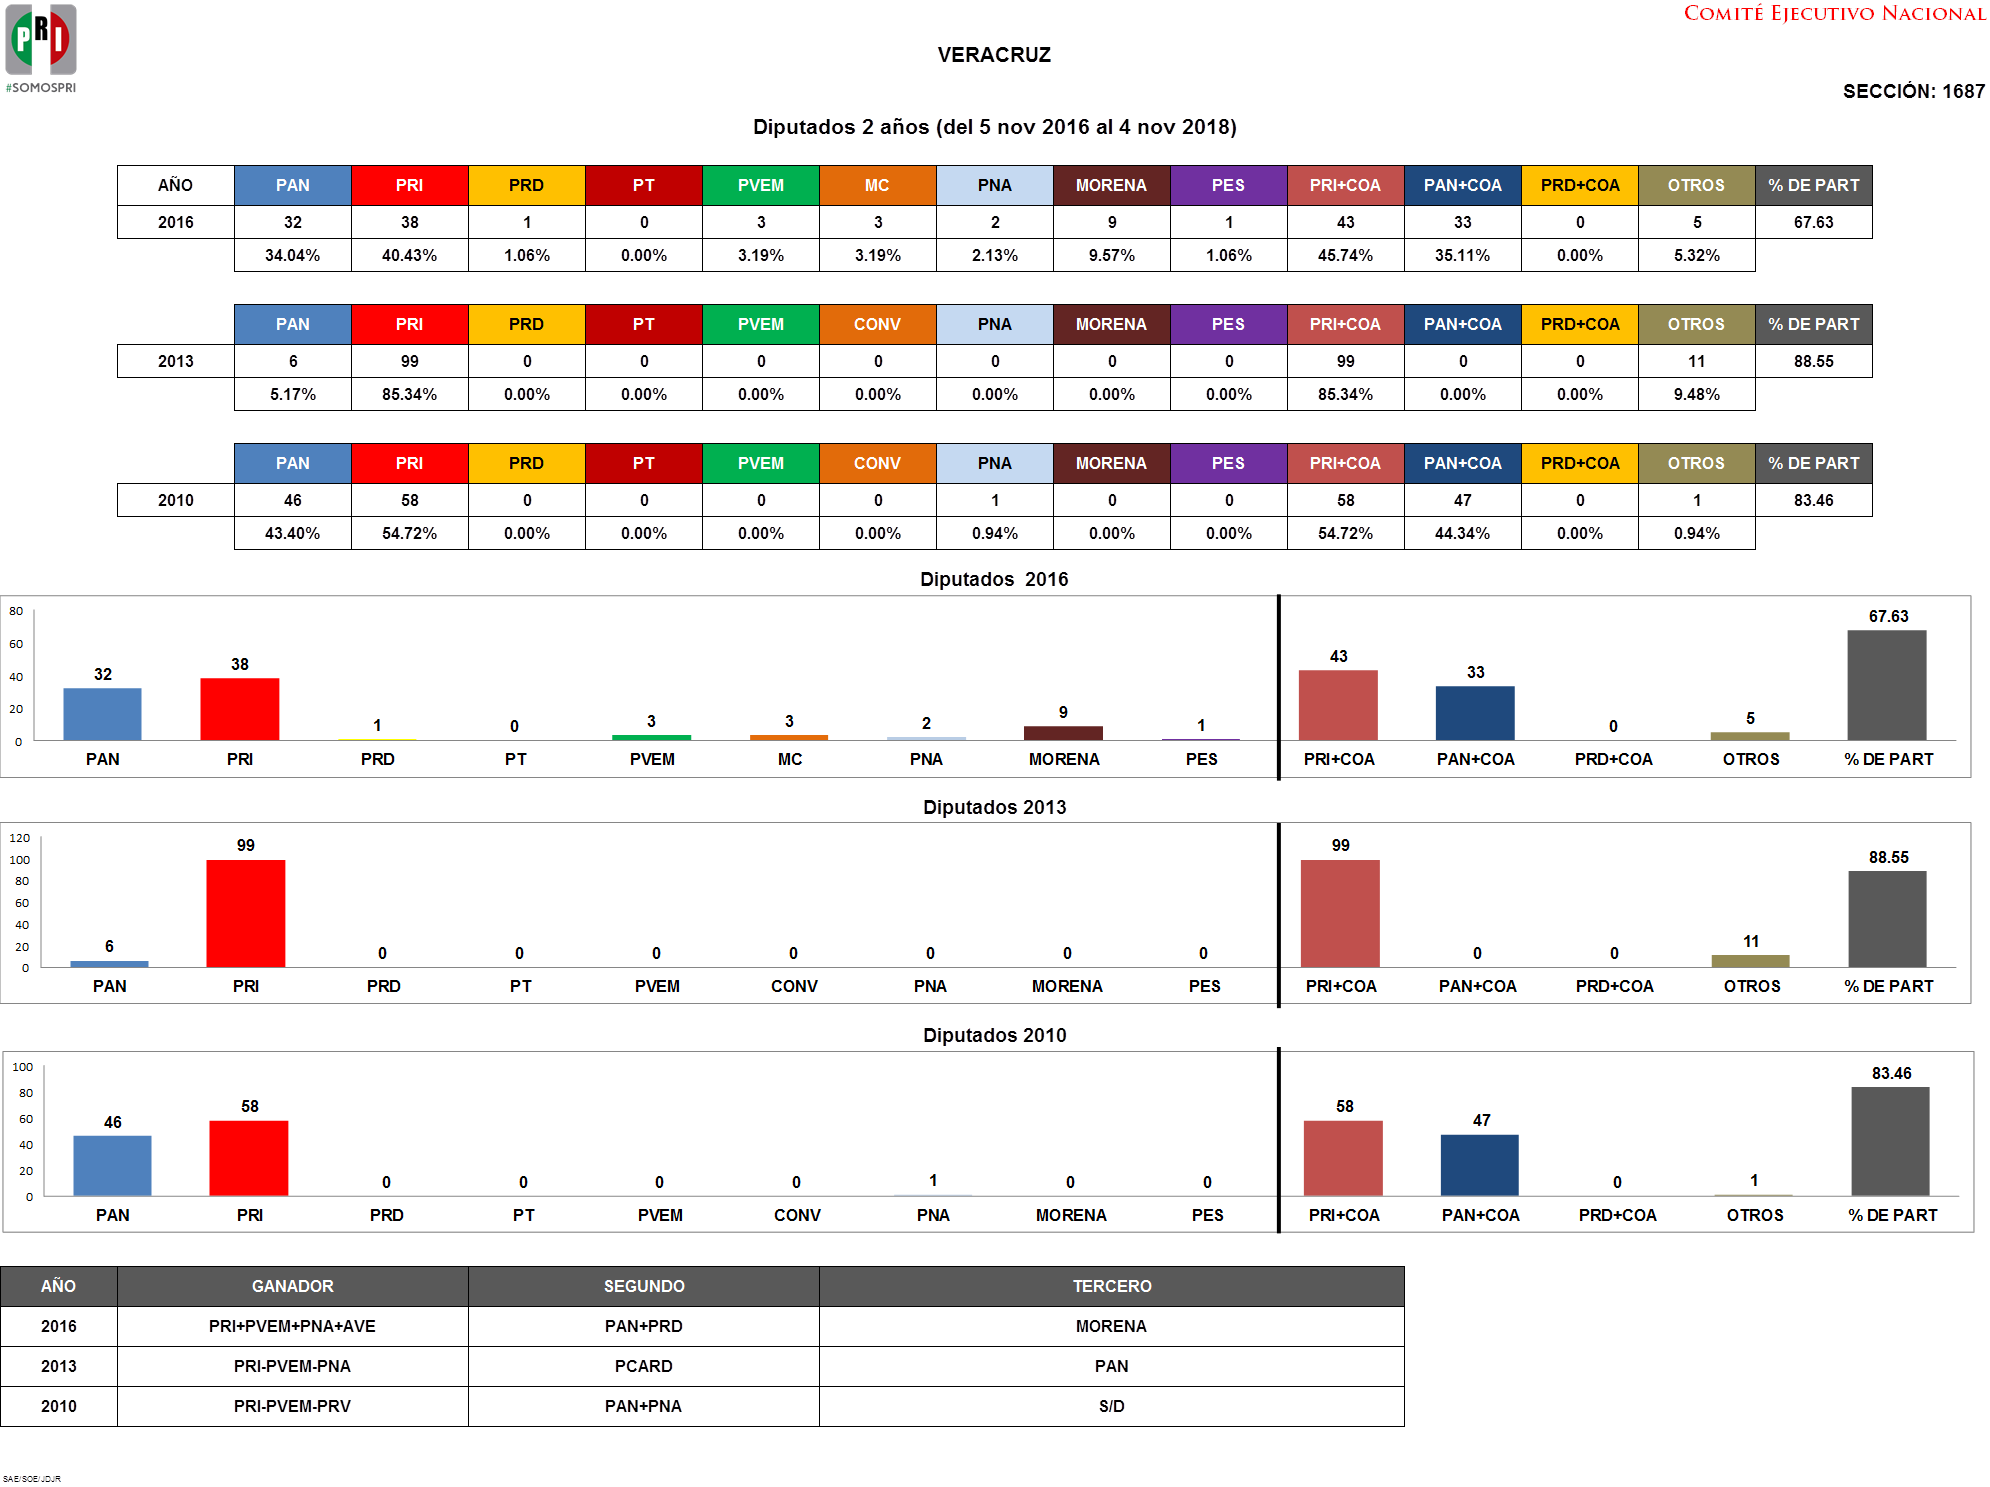 PRI
#SOMOSPRI
COMITÉ EJECUTIVO NACIONAL
VERACRUZ
SECCIÓN: 1687
Diputados 2 años (del 5 nov 2016 al 4 nov 2018)
AÑO PAN PRI PRD PT PVEM MC PNA MORENA PES PRI+COA PAN+COA PRD+COA OTROS % DE PART
2016 32 38 1 0 3 3 2 9 1 43 33 0 5 67.63
34.04% 40.43% 1.06% 0.00% 3.19% 3.19% 2.13% 9.57% 1.06% 45.74% 35.11% 0.00% 5.32%
PAN PRI PRD PT PVEM CONV PNA MORENA PES PRI+COA PAN+COA PRD+COA OTROS % DE PART
2013 6 99 0 0 0 0 0 0 0 99 0 0 11 88.55
5.17% 85.34% 0.00% 0.00% 0.00% 0.00% 0.00% 0.00% 0.00% 85.34% 0.00% 0.00% 9.48%
PAN PRI PRD PT PVEM CONV PNA MORENA PES PRI+COA PAN+COA PRD+COA OTROS % DE PART
2010 46 58 0 0 0 0 1 0 0 58 47 0 1 83.46
43.40% 54.72% 0.00% 0.00% 0.00% 0.00% 0.94% 0.00% 0.00% 54.72% 44.34% 0.00% 0.94%
Diputados 2016
80
60
40
20
0
32 38 1 0 3 3 2 9 1 43 33 0 5 67.63
PAN PRI PRD PT PVEM MC PNA MORENA PES PRI+COA PAN+COA PRD+COA OTROS % DE PART
Diputados 2013
120
100
80
60
40
20
0
6 99 0 0 0 0 0 0 0 99 0 0 11 88.55
PAN PRI PRD PT PVEM CONV PNA MORENA PES PRI+COA PAN+COA PRD+COA OTROS % DE PART
Diputados 2010
100
80
60
40
20
0
46 58 0 0 0 0 1 0 0 58 47 0 1 83.46
PAN PRI PRD PT PVEM CONV PNA MORENA PES PRI+COA PAN+COA PRD+COA OTROS % DE PART
AÑO GANADOR SEGUNDO TERCERO
2016 PRI+PVEM+PNA+AVE PAN+PRD MORENA
2013 PRI-PVEM-PNA PCARD PAN
2010 PRI-PVEM-PRV PAN+PNA S/D
SAE/SOE/JDJR